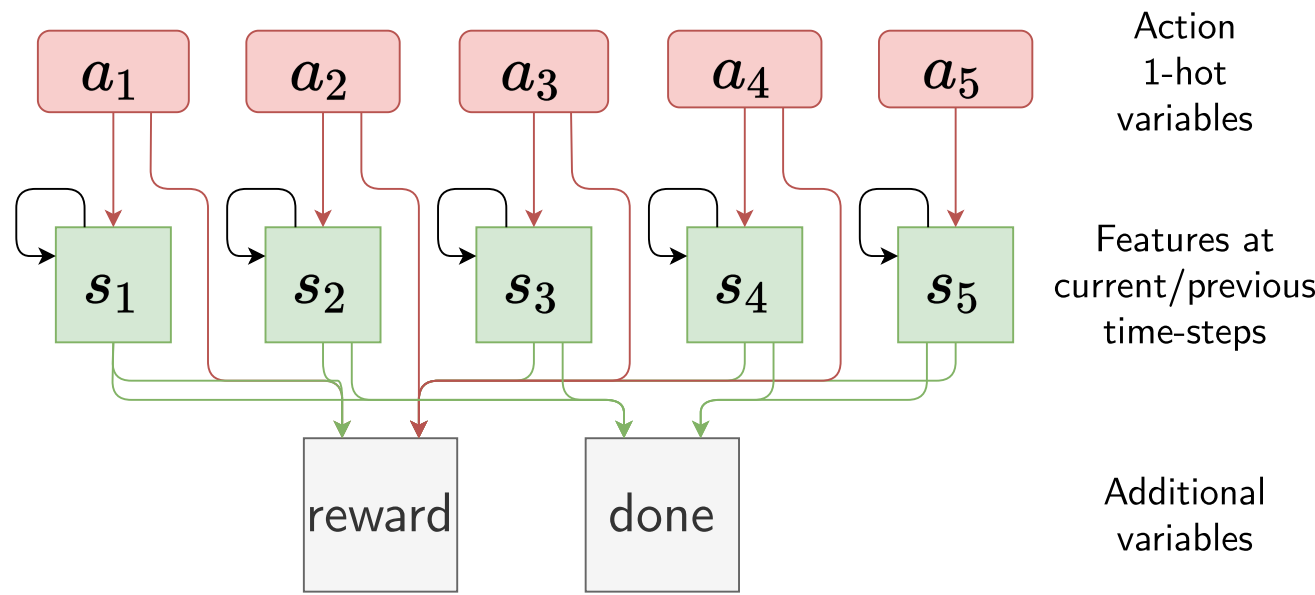 a₁ a₂ a₃ a₄ a₅
Action
1-hot
variables
s₁ s₂ s₃ s₄ s₅
Features at
current/previous
time-steps
reward done
Additional
variables